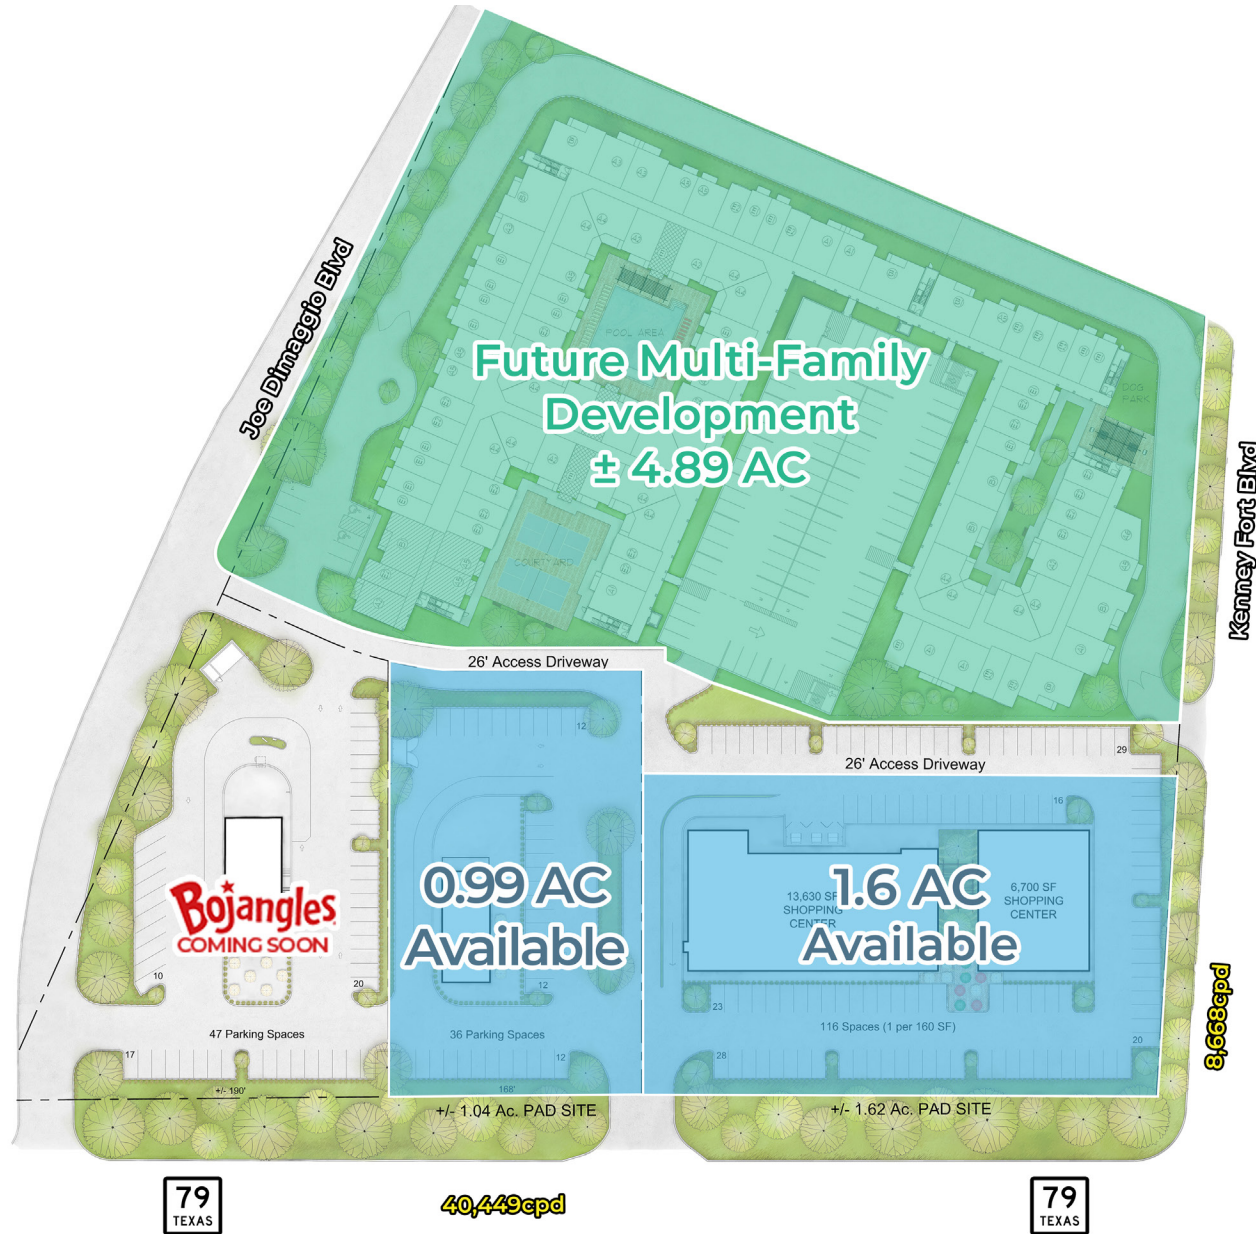 Joe Dimaggio Blvd
POOL AREA
DOG
PARK
Future Multi-Family
Development
± 4.89 AC
Kenney Fort Blvd
COURTYARD
26' Access Driveway
12
29
26' Access Driveway
16
0.99 AC
Available
1.6 AC
Available
13,630 SF
SHOPPING
CENTER
6,700 SF
SHOPPING
CENTER
Bojangles
COMING SOON
10
20
12
23
47 Parking Spaces
36 Parking Spaces
116 Spaces (1 per 160 SF)
17
12
28
20
+/- 190'
168'
+/- 1.04 Ac. PAD SITE
+/- 1.62 Ac. PAD SITE
8,668cpd
79
TEXAS
40,449cpd
79
TEXAS